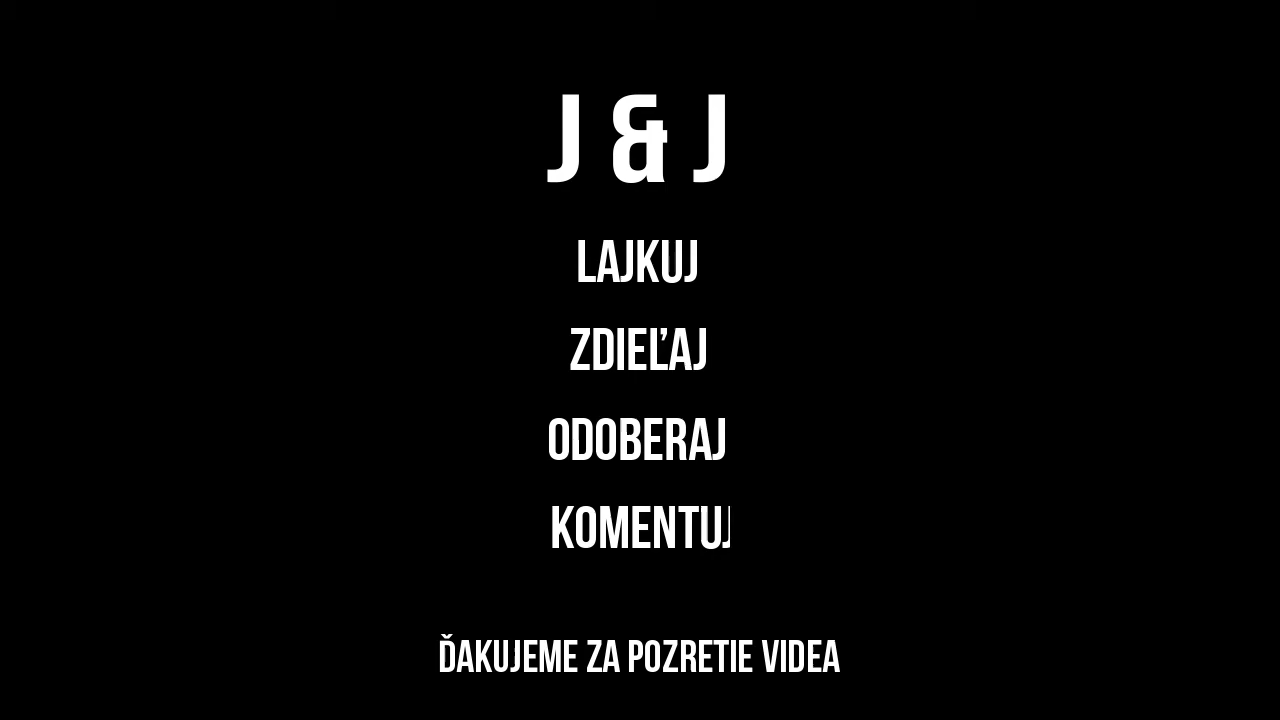 J & J
LAJKUJ
ZDIEĽAJ
ODOBERAJ
KOMENTUJ
ĎAKUJEME ZA POZRETIE VIDEA